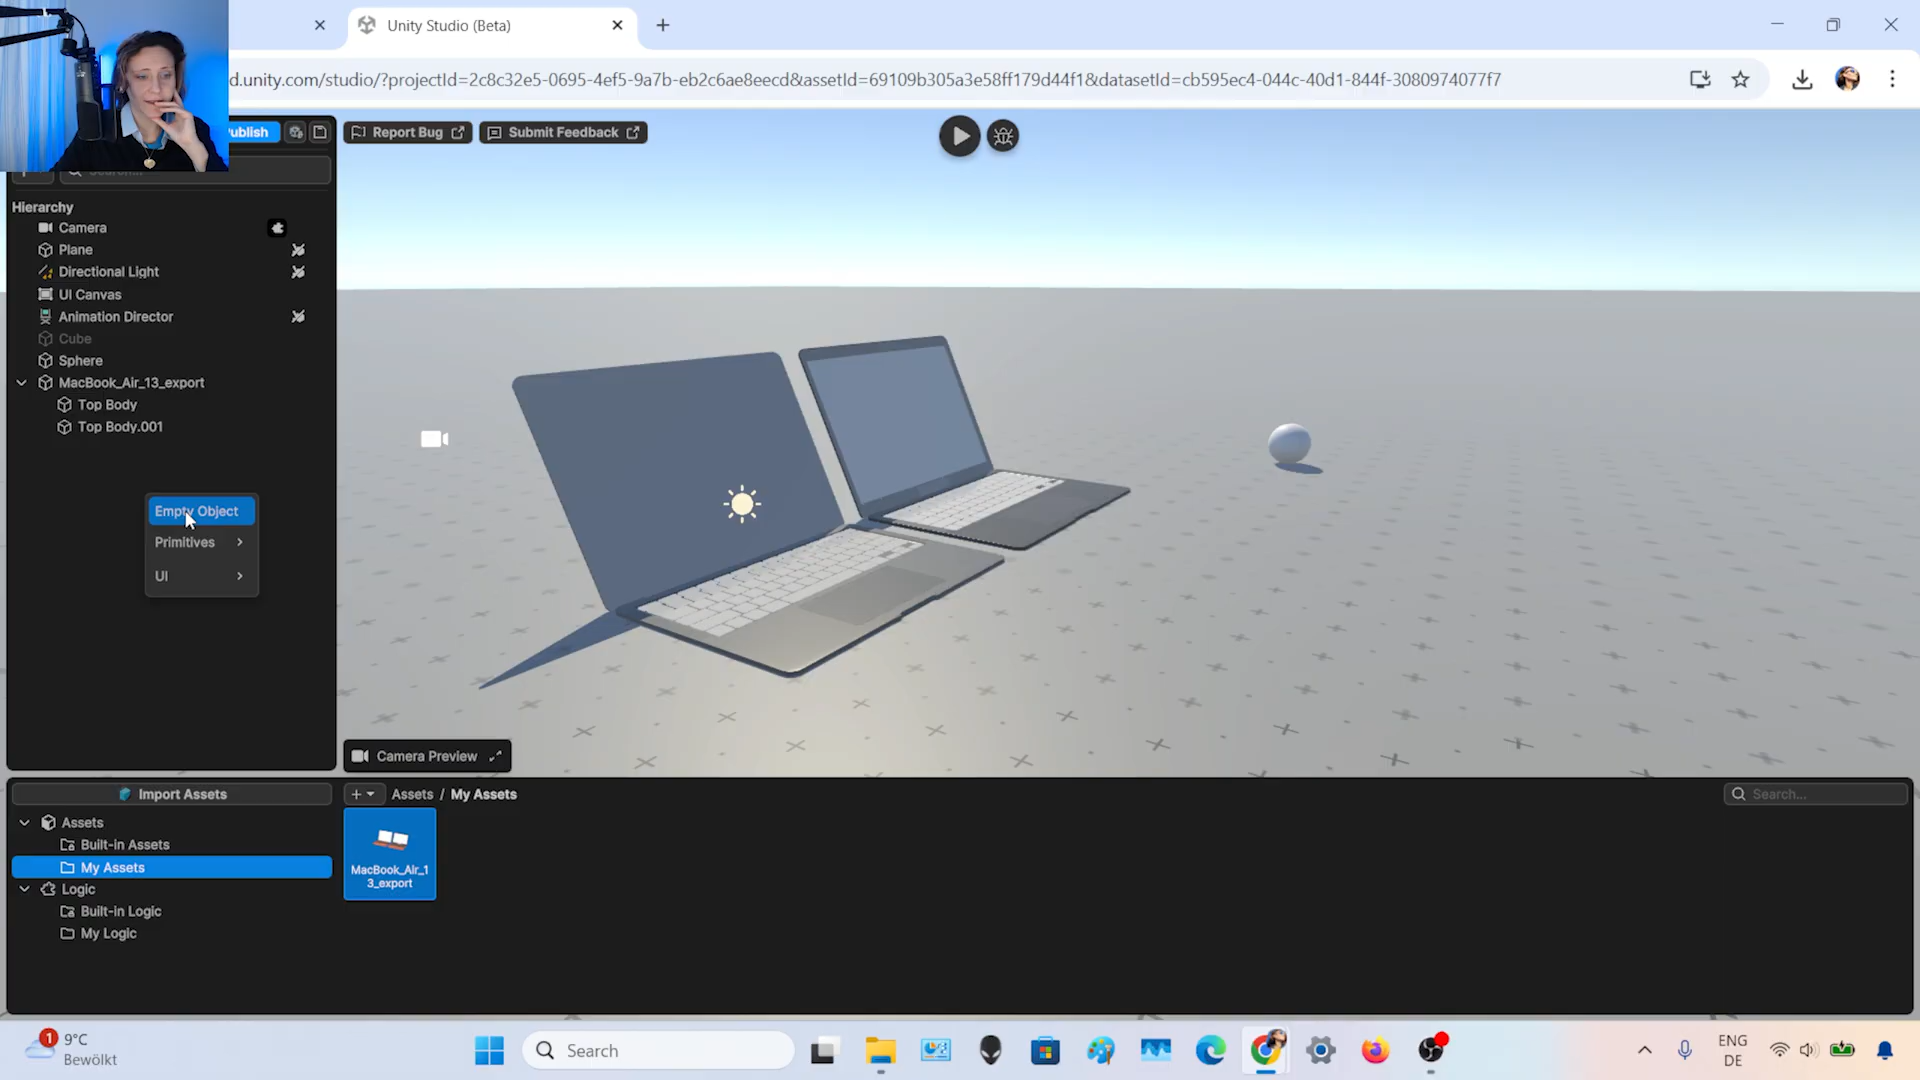 Unity Studio (Beta)
d.unity.com/studio/?projectId=2c8c32e5-0695-4ef5-9a7b-eb2c6ae8eecd&assetId=69109b305a3e58ff179d44f1&datasetId=cb595ec4-044c-40d1-844f-3080974077f7
ublish
Report Bug
Submit Feedback
Search...
Hierarchy
Camera
Plane
Directional Light
UI Canvas
Animation Director
Cube
Sphere
MacBook_Air_13_export
Top Body
Top Body.001
Empty Object
Primitives
UI
Camera Preview
Import Assets
Assets / My Assets
Search...
Assets
Built-in Assets
My Assets
Logic
Built-in Logic
My Logic
MacBook_Air_1
3_export
1
9°C
Bewölkt
Search
ENG
DE